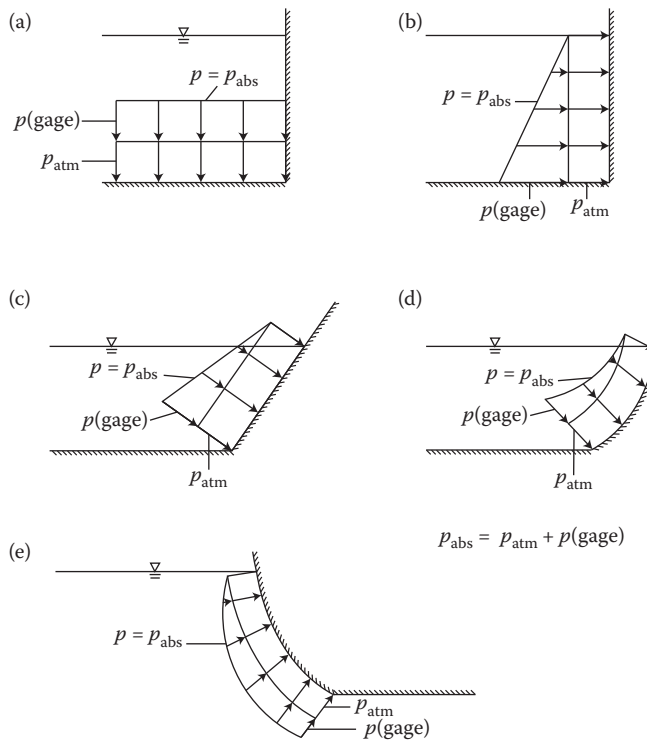 (a)
p = pabs
p(gage)
patm
(b)
p = pabs
p(gage)
patm
(c)
p = pabs
p(gage)
patm
(d)
p = pabs
p(gage)
patm
pabs = patm + p(gage)
(e)
p = pabs
patm
p(gage)